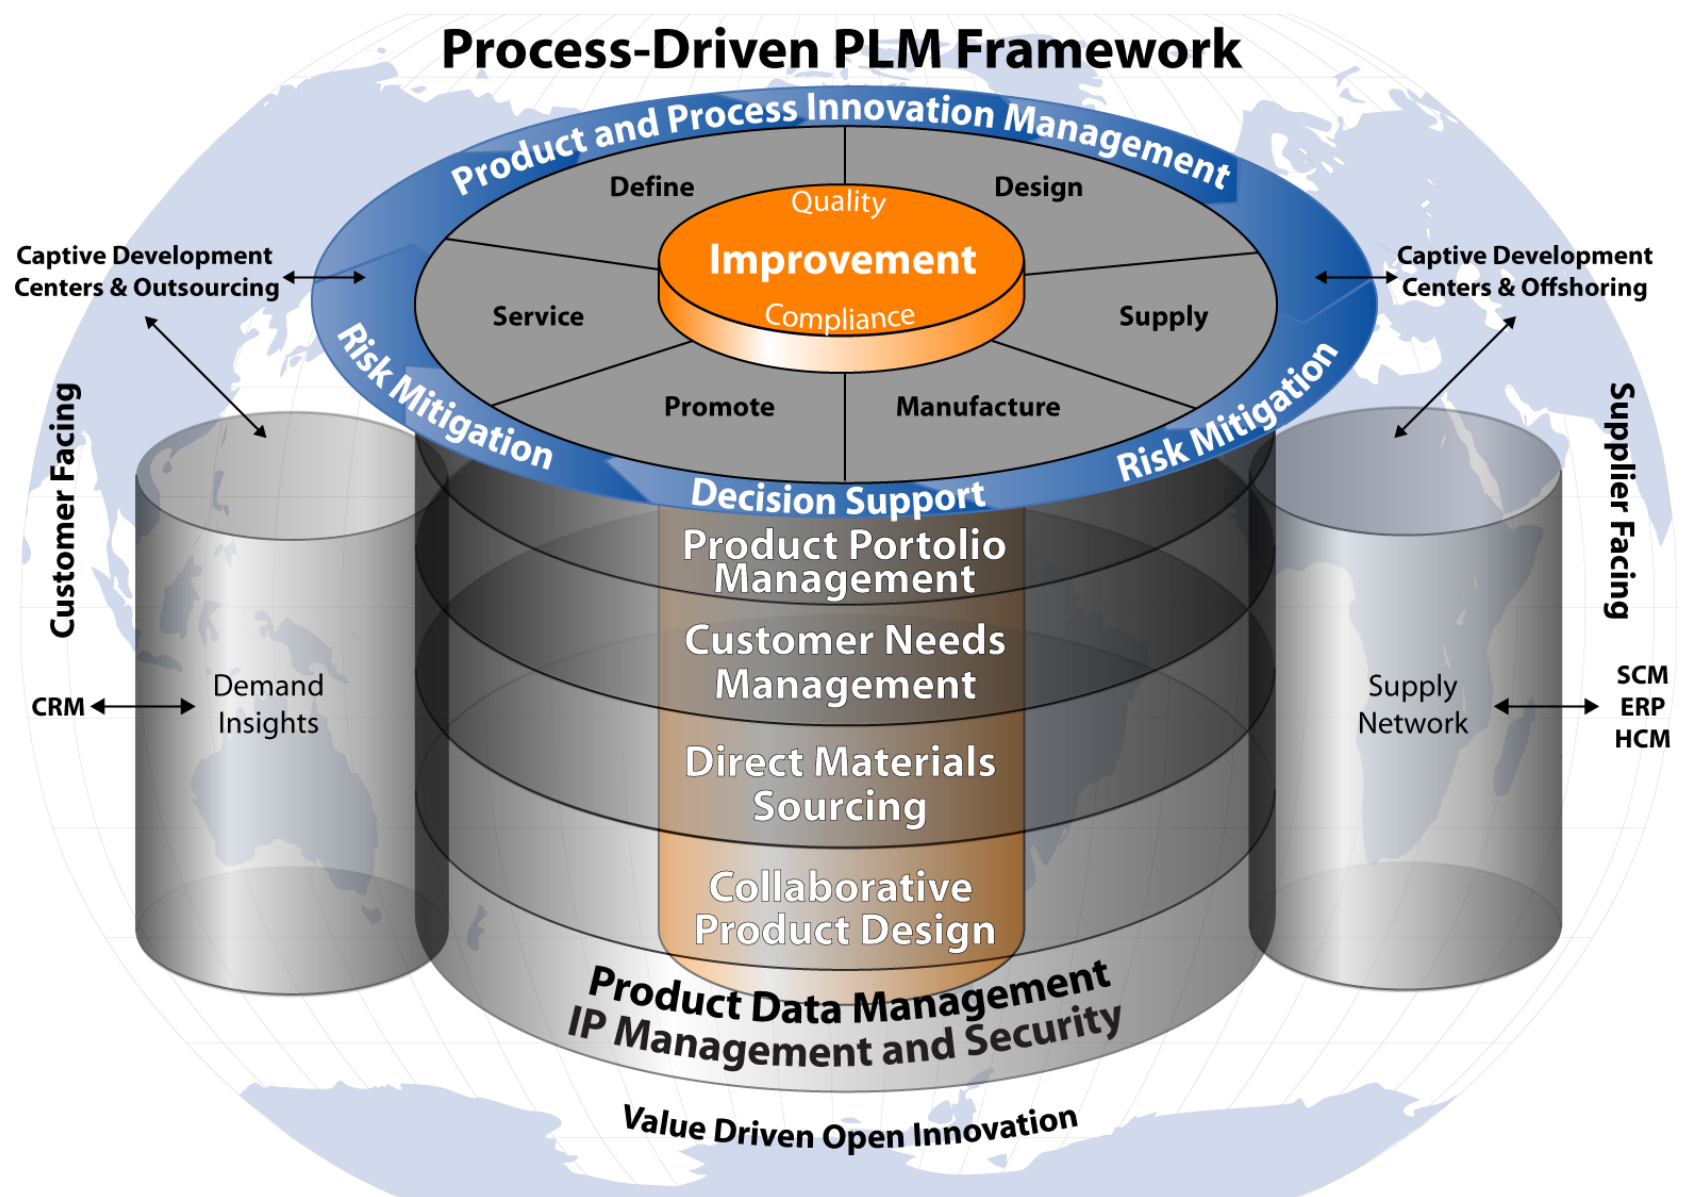 Process-Driven PLM Framework
Product and Process Innovation Management
Define
Design
Quality
Improvement
Compliance
Captive Development
Centers & Outsourcing
Captive Development
Centers & Offshoring
Service
Supply
Promote
Manufacture
Risk Mitigation
Risk Mitigation
Decision Support
Customer Facing
Supplier Facing
Product Portolio
Management
Customer Needs
Management
CRM
Demand
Insights
Supply
Network
SCM
ERP
HCM
Direct Materials
Sourcing
Collaborative
Product Design
Product Data Management
IP Management and Security
Value Driven Open Innovation